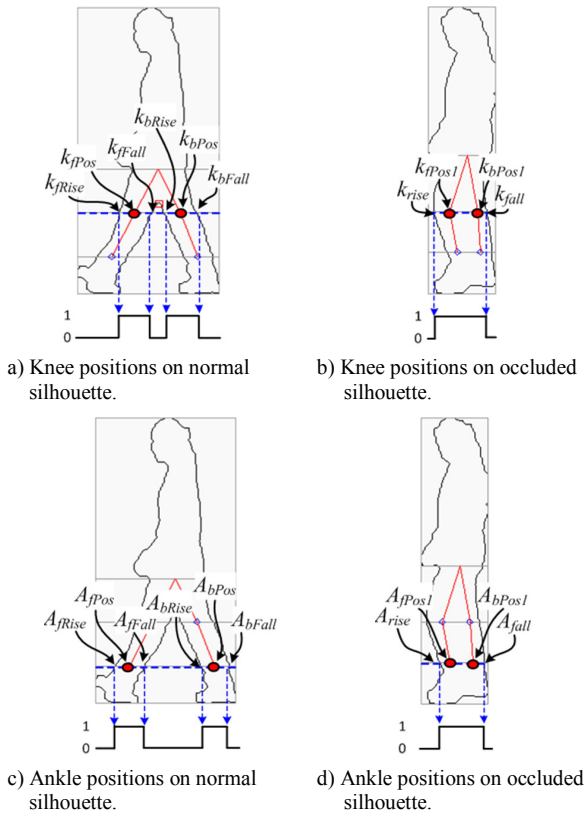 k_bRise
k_fFall k_bPos
k_fPos
k_fRise k_bFall
1
0
a) Knee positions on normal
silhouette.
k_fPos1 k_bPos1
k_rise k_fall
1
0
b) Knee positions on occluded
silhouette.
A_fPos A_bPos
A_fRise A_fFall A_bRise A_bFall
1
0
c) Ankle positions on normal
silhouette.
A_fPos1 A_bPos1
A_rise A_fall
1
0
d) Ankle positions on occluded
silhouette.